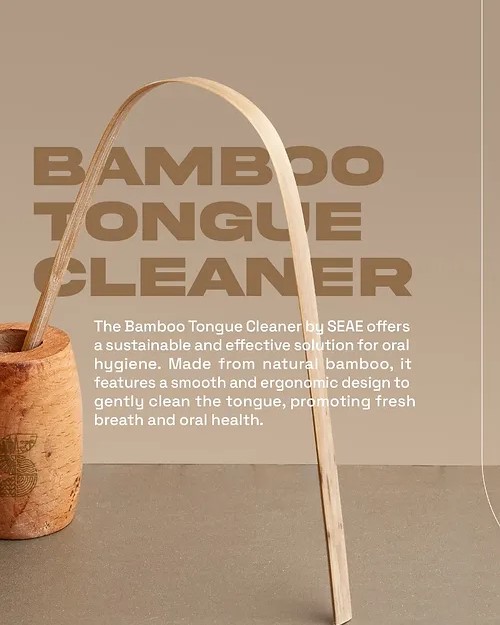 BAMBOO
TONGUE
CLEANER
The Bamboo Tongue Cleaner by SEAE offers
a sustainable and effective solution for oral
hygiene. Made from natural bamboo, it
features a smooth and ergonomic design to
gently clean the tongue, promoting fresh
breath and oral health.